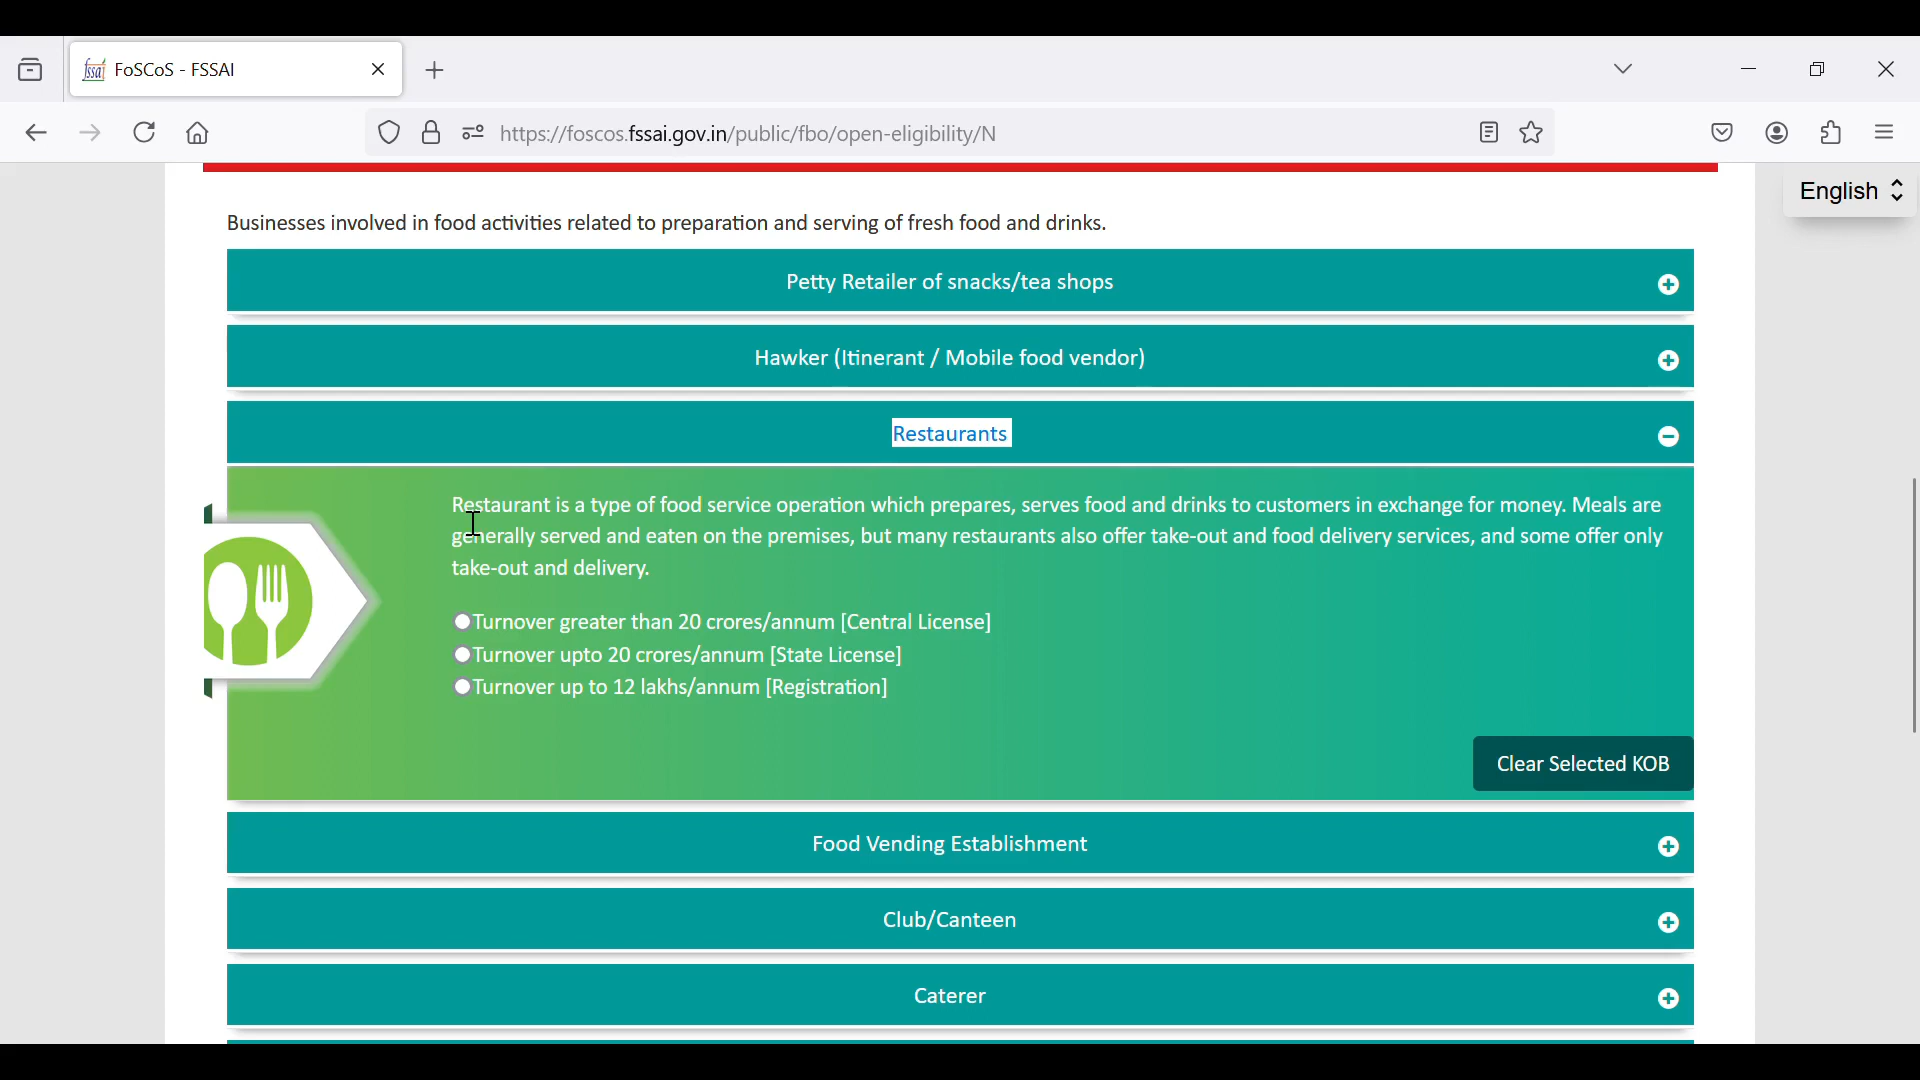 fssai FoSCoS - FSSAI
https://foscos.fssai.gov.in/public/fbo/open-eligibility/N
English
Businesses involved in food activities related to preparation and serving of fresh food and drinks.
Petty Retailer of snacks/tea shops
Hawker (Itinerant / Mobile food vendor)
Restaurants
Restaurant is a type of food service operation which prepares, serves food and drinks to customers in exchange for money. Meals are
generally served and eaten on the premises, but many restaurants also offer take-out and food delivery services, and some offer only
take-out and delivery.
Turnover greater than 20 crores/annum [Central License]
Turnover upto 20 crores/annum [State License]
Turnover up to 12 lakhs/annum [Registration]
Clear Selected KOB
Food Vending Establishment
Club/Canteen
Caterer